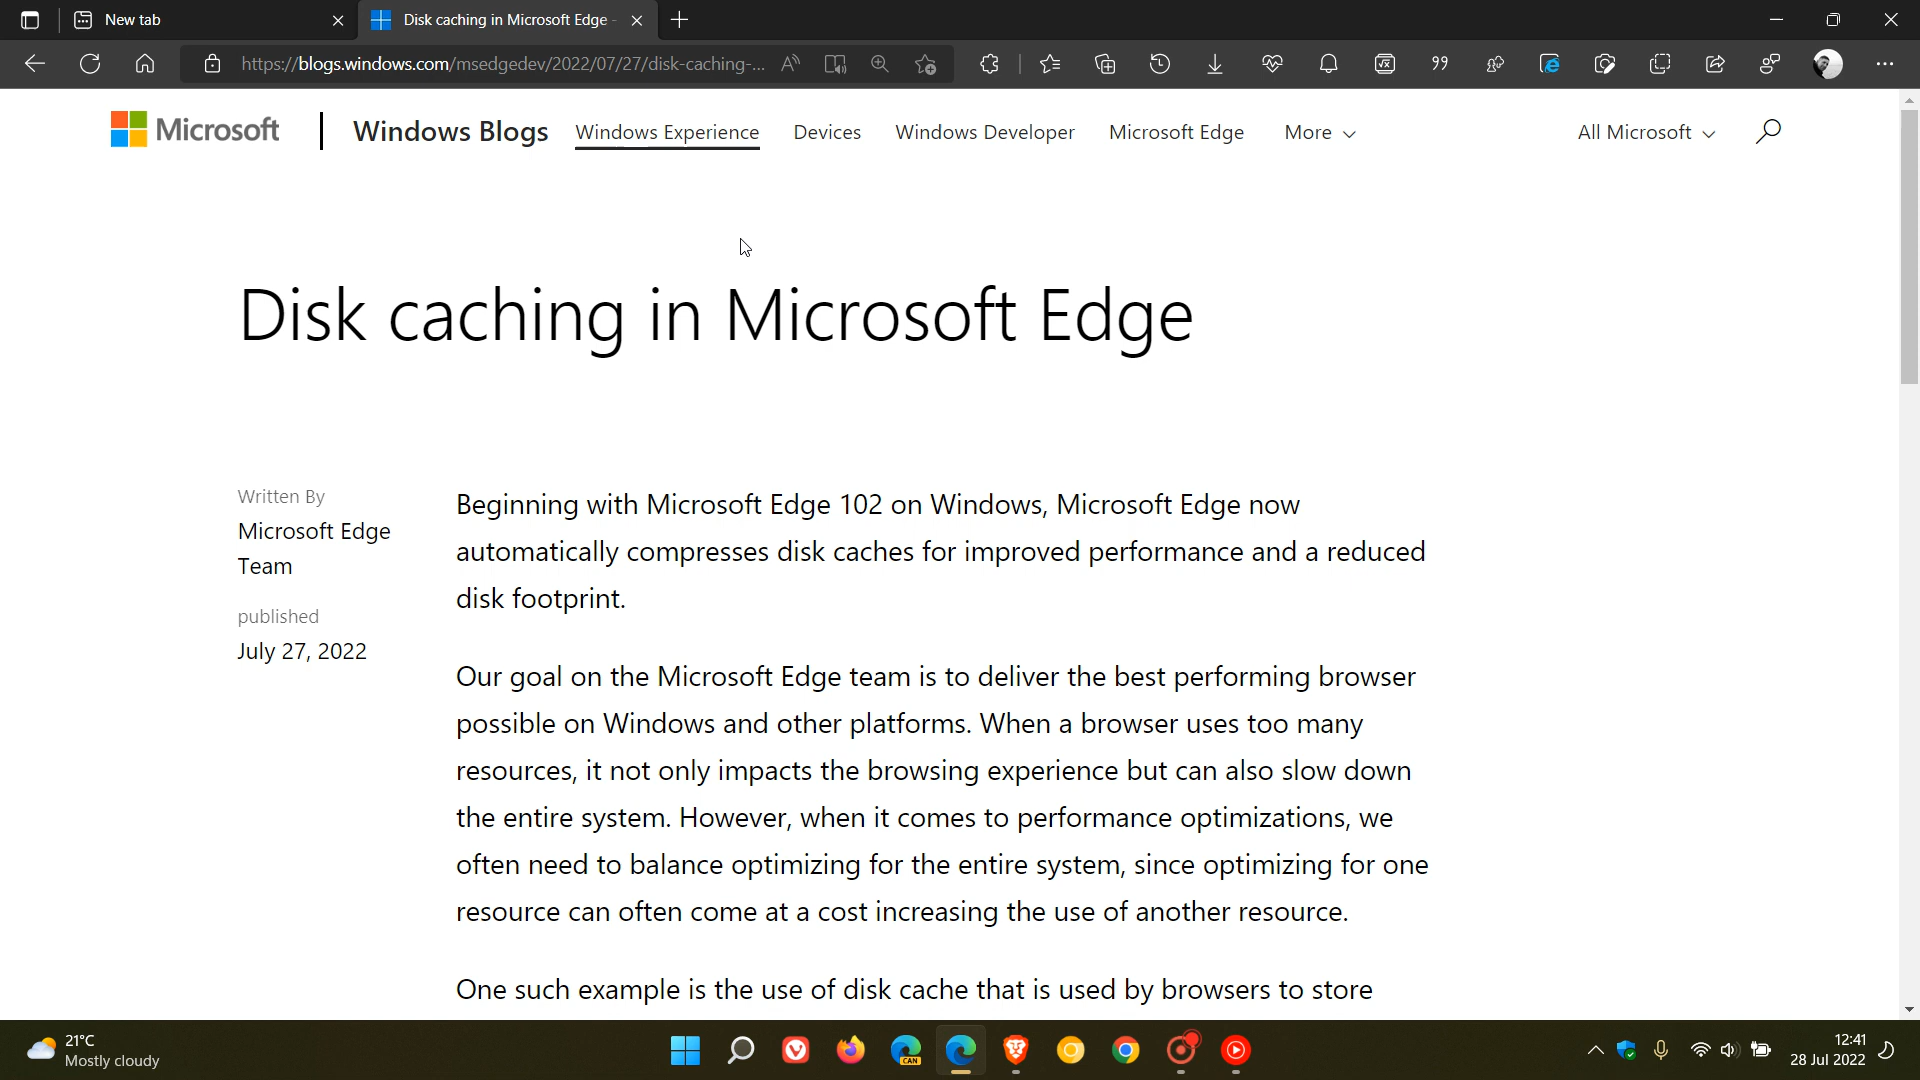 New tab
Disk caching in Microsoft Edge -
https://blogs.windows.com/msedgedev/2022/07/27/disk-caching-...
Microsoft
Windows Blogs
Windows Experience
Devices
Windows Developer
Microsoft Edge
More
All Microsoft
Disk caching in Microsoft Edge
Written By
Microsoft Edge
Team
published
July 27, 2022
Beginning with Microsoft Edge 102 on Windows, Microsoft Edge now
automatically compresses disk caches for improved performance and a reduced
disk footprint.
Our goal on the Microsoft Edge team is to deliver the best performing browser
possible on Windows and other platforms. When a browser uses too many
resources, it not only impacts the browsing experience but can also slow down
the entire system. However, when it comes to performance optimizations, we
often need to balance optimizing for the entire system, since optimizing for one
resource can often come at a cost increasing the use of another resource.
One such example is the use of disk cache that is used by browsers to store
21°C
Mostly cloudy
CAN
12:41
28 Jul 2022